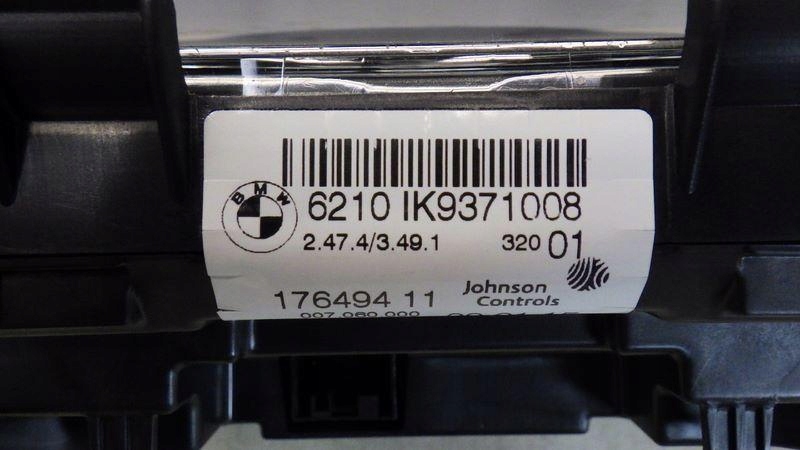 BMW
6210 IK9371008
2.47.4/3.49.1 320 01
176494 11 Johnson Controls